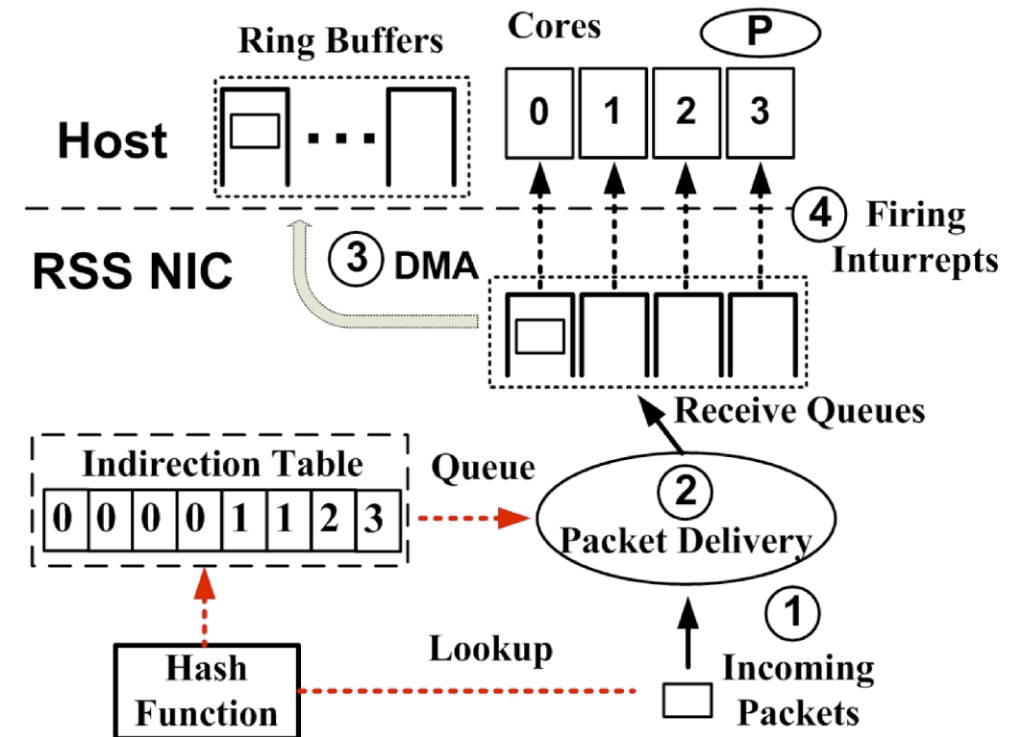 Ring Buffers
Cores
P
0 1 2 3
Host
4 Firing
Inturrepts
RSS NIC
3 DMA
Receive Queues
Indirection Table
0 0 0 0 1 1 2 3
Queue
2
Packet Delivery
1
Incoming
Packets
Lookup
Hash
Function